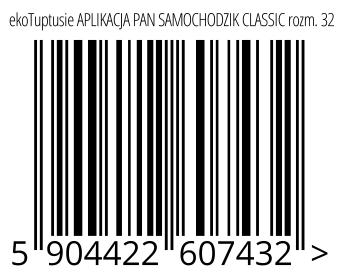 ekoTuptusie APLIKACJA PAN SAMOCHODZIK CLASSIC rozm. 32
5 904422 607432 >